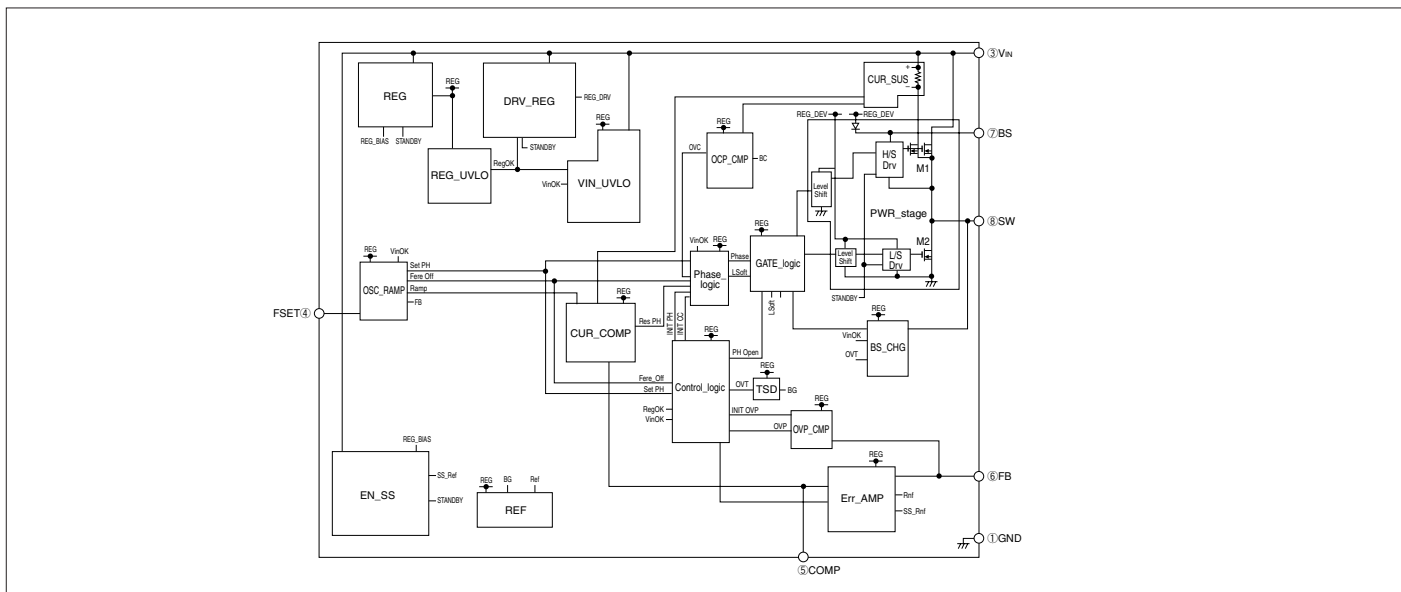 ③VIN
CUR_SUS
+
−
REG
REG
REG_BIAS
STANDBY
DRV_REG
REG_DRV
STANDBY
REG_UVLO
RegOK
REG
VIN_UVLO
VinOK
REG
OCP_CMP
OVC
BC
REG_DEV
REG_DEV
⑦BS
H/S
Drv
M1
Level
Shift
PWR_stage
⑧SW
M2
Level
Shift
L/S
Drv
STANDBY
REG
VinOK
OSC_RAMP
Set PH
Fere Off
Ramp
FB
FSET④
VinOK
REG
Phase_
logic
Phase
LSoft
REG
GATE_logic
LSoft
REG
CUR_COMP
Res PH
INIT PH
INIT CC
REG
Control_logic
PH Open
Fere_Off
Set PH
RegOK
VinOK
OVT
REG
TSD
BG
INIT OVP
OVP
REG
OVP_CMP
REG
BS_CHG
VinOK
OVT
REG_BIAS
EN_SS
SS_Ref
STANDBY
REG
BG
Ref
REF
REG
Err_AMP
Rnf
SS_Rnf
⑥FB
①GND
⑤COMP